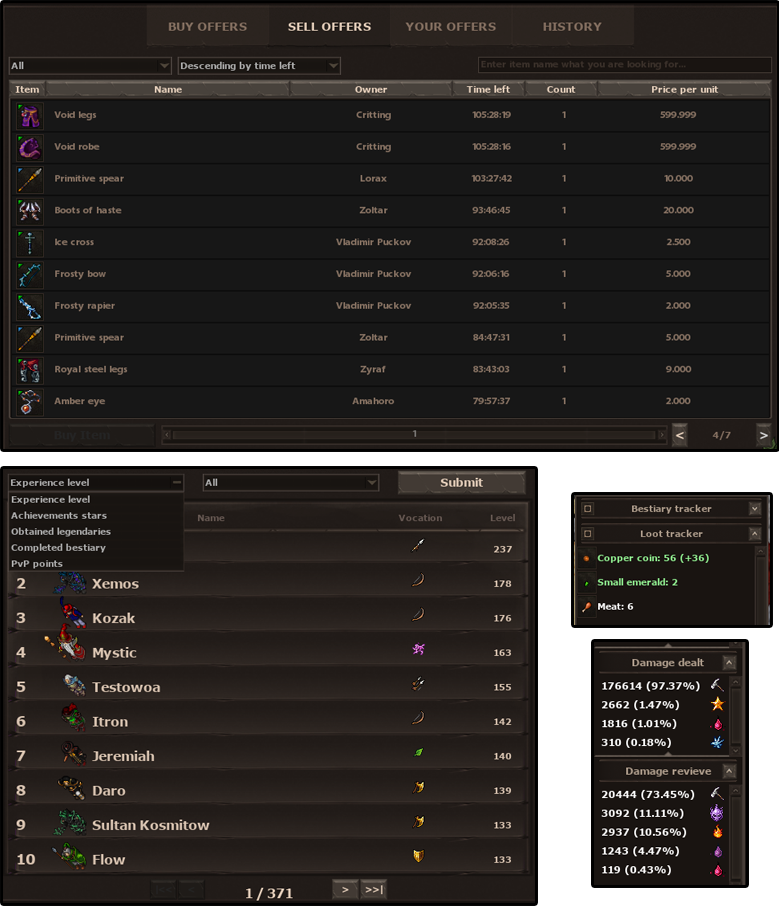 BUY OFFERS SELL OFFERS YOUR OFFERS HISTORY
All Descending by time left Enter item name what you are looking for...
Item Name Owner Time left Count Price per unit
Void legs Critting 105:28:19 1 599.999
Void robe Critting 105:28:16 1 599.999
Primitive spear Lorax 103:27:42 1 10.000
Boots of haste Zoltar 93:46:45 1 20.000
Ice cross Vladimir Puckov 92:08:26 1 2.500
Frosty bow Vladimir Puckov 92:06:16 1 5.000
Frosty rapier Vladimir Puckov 92:05:35 1 2.000
Primitive spear Zoltar 84:47:31 1 5.000
Royal steel legs Zyraf 83:43:03 1 9.000
Amber eye Amahoro 79:57:37 1 2.000
Buy Item 1 < 4/7 >
Experience level All Submit
Experience level
Achievements stars
Obtained legendaries
Completed bestiary
PvP points
Name Vocation Level
237
2 Xemos 178
3 Kozak 176
4 Mystic 163
5 Testowoa 155
6 Itron 142
7 Jeremiah 140
8 Daro 139
9 Sultan Kosmitow 133
10 Flow 133
1 / 371 > >>|
Bestiary tracker
Loot tracker
Copper coin: 56 (+36)
Small emerald: 2
Meat: 6
Damage dealt
176614 (97.37%)
2662 (1.47%)
1816 (1.01%)
310 (0.18%)
Damage revieve
20444 (73.45%)
3092 (11.11%)
2937 (10.56%)
1243 (4.47%)
119 (0.43%)